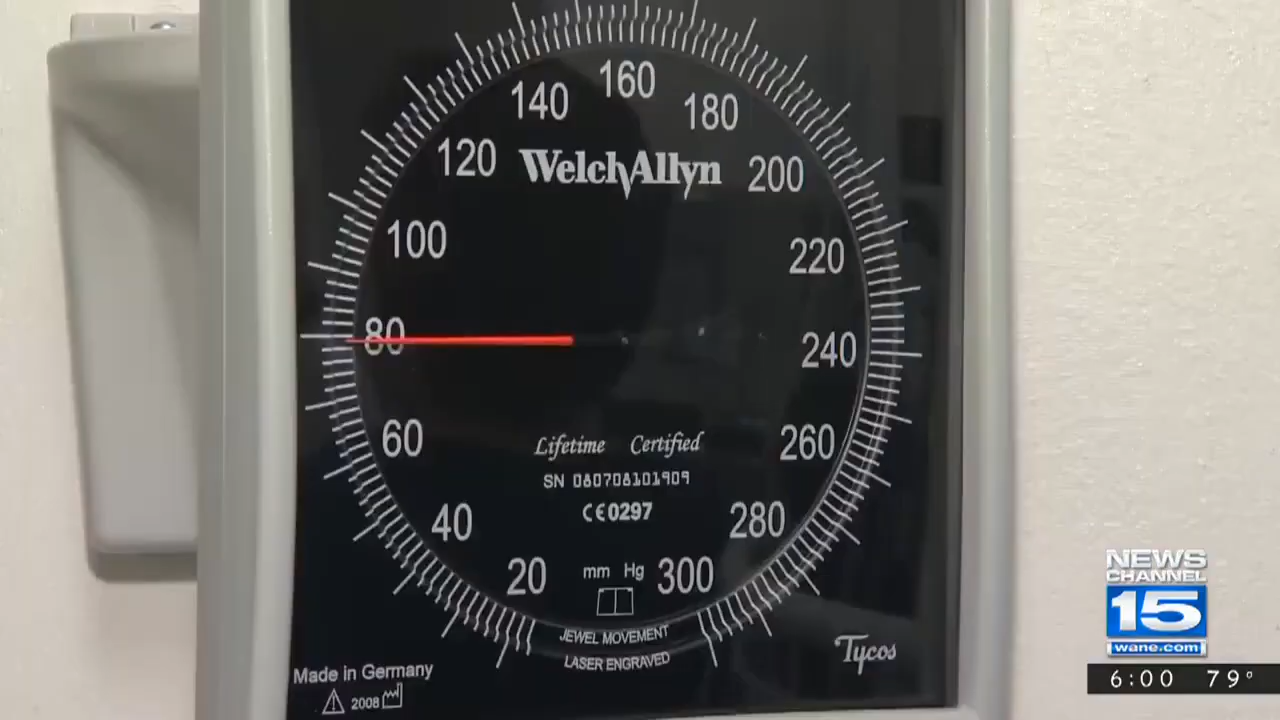 160
140
180
120
WelchAllyn
200
100
220
80
240
60
260
Lifetime Certified
SN 080708101909
CE0297
40
280
20
mm Hg
300
JEWEL MOVEMENT
LASER ENGRAVED
Tycos
Made in Germany
2008
NEWS
CHANNEL
15
wane.com
6:00 79°